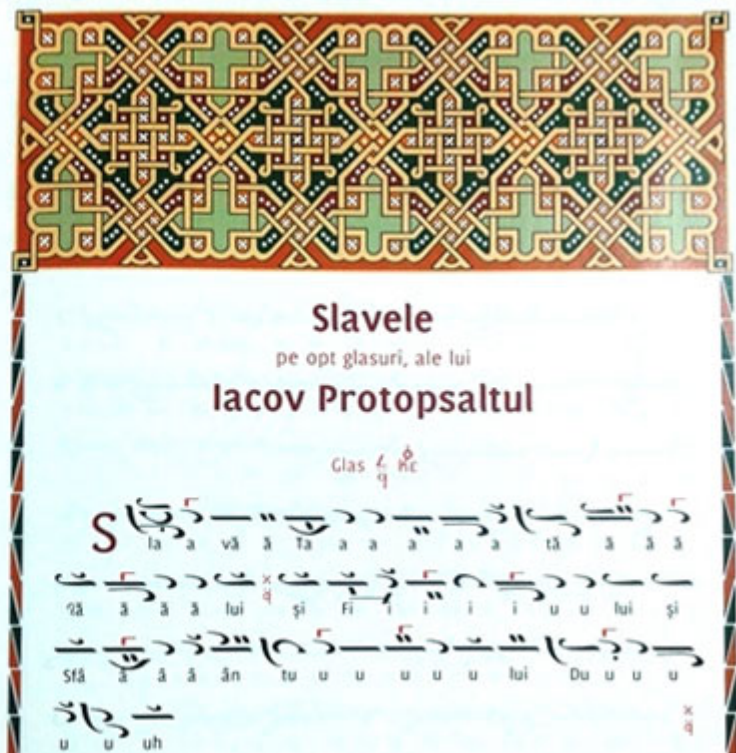 Slavele
pe opt glasuri, ale lui
Iacov Protopsaltul
Glas
S la a vă ă Ta a a a a a tă ă ă ă
ă ă ă ă lui și Fi i i i i u u lui și
Sfâ â ă ă ân tu u u u u u lui Du u u u
u u uh